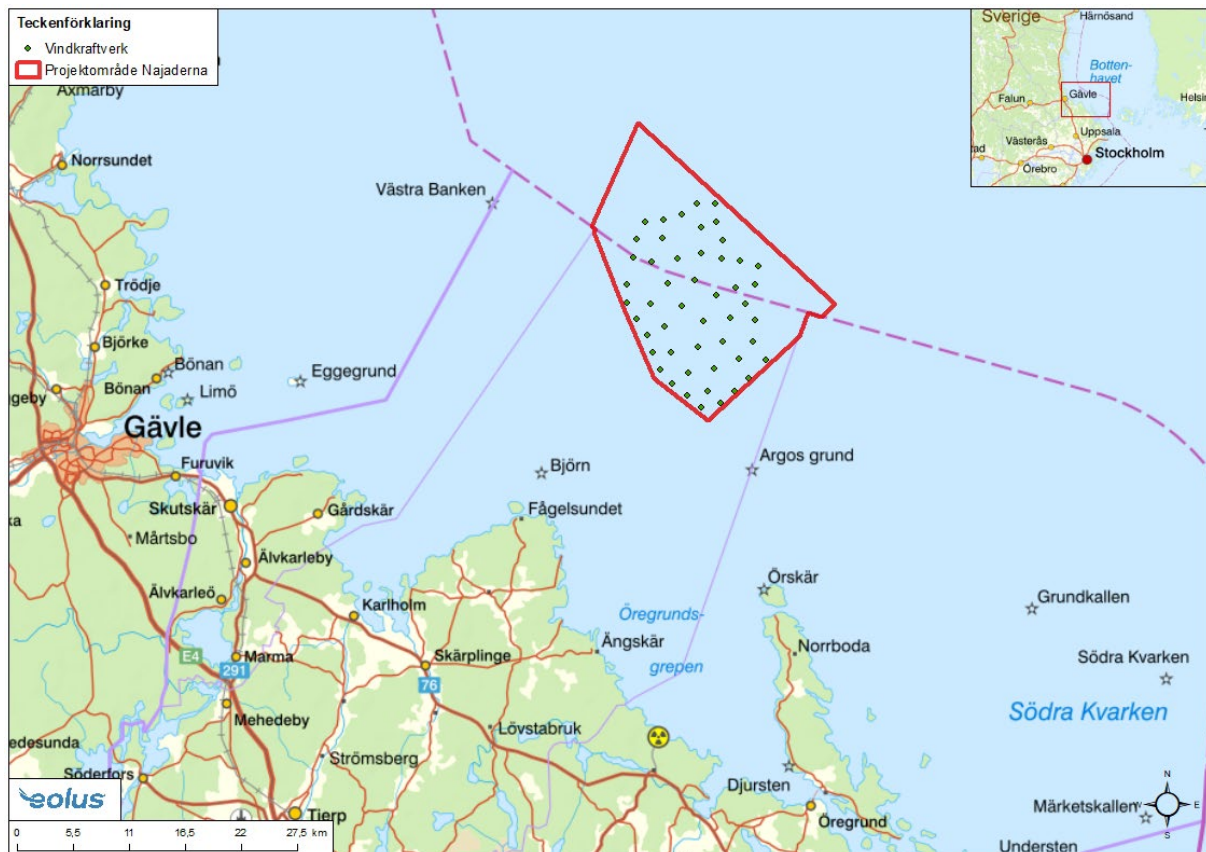 Teckenförklaring
Vindkraftverk
Projektområde Najaderna
Axmarby
Norrsundet
Trödje
Björke
Bönan
Bönan
Limö
Eggegrund
Västra Banken
Gävle
Furuvik
Skutskär
Gårdskär
Mårtsbo
Älvkarleby
Älvkarleö
Karlholm
E4
Marma
291
Skärplinge
76
Mehedeby
Lövstabruk
Strömsberg
Söderfors
Tierp
Björn
Fågelsundet
Argos grund
Örskär
Öregrunds-
grepen
Ängskär
Norrboda
Grundkallen
Södra Kvarken
Södra Kvarken
Djursten
Öregrund
Märketskallen
Understen
Sverige
Härnösand
Botten-
havet
Gävle
Falun
Helsin
Uppsala
Västerås
Stockholm
Örebro
N
W
E
S
eolus
0 5,5 11 16,5 22 27,5 km